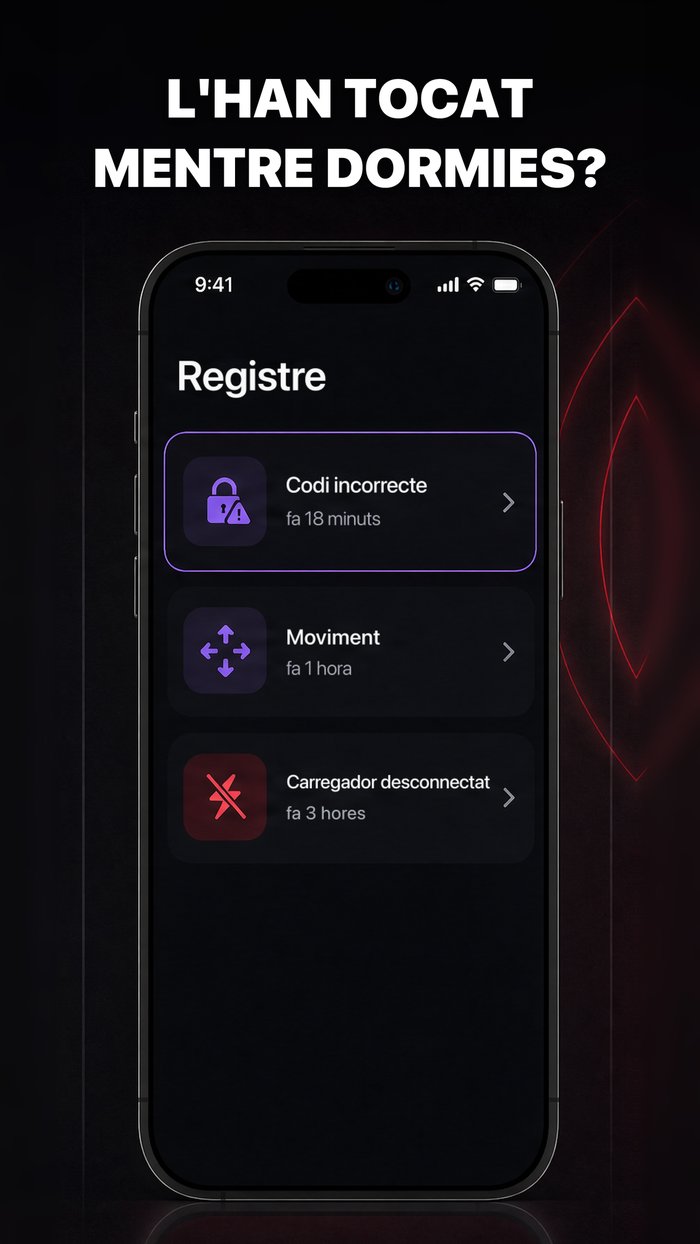 L'HAN TOCAT
MENTRE DORMIES?
9:41
Registre
Codi incorrecte
fa 18 minuts
Moviment
fa 1 hora
Carregador desconnectat
fa 3 hores